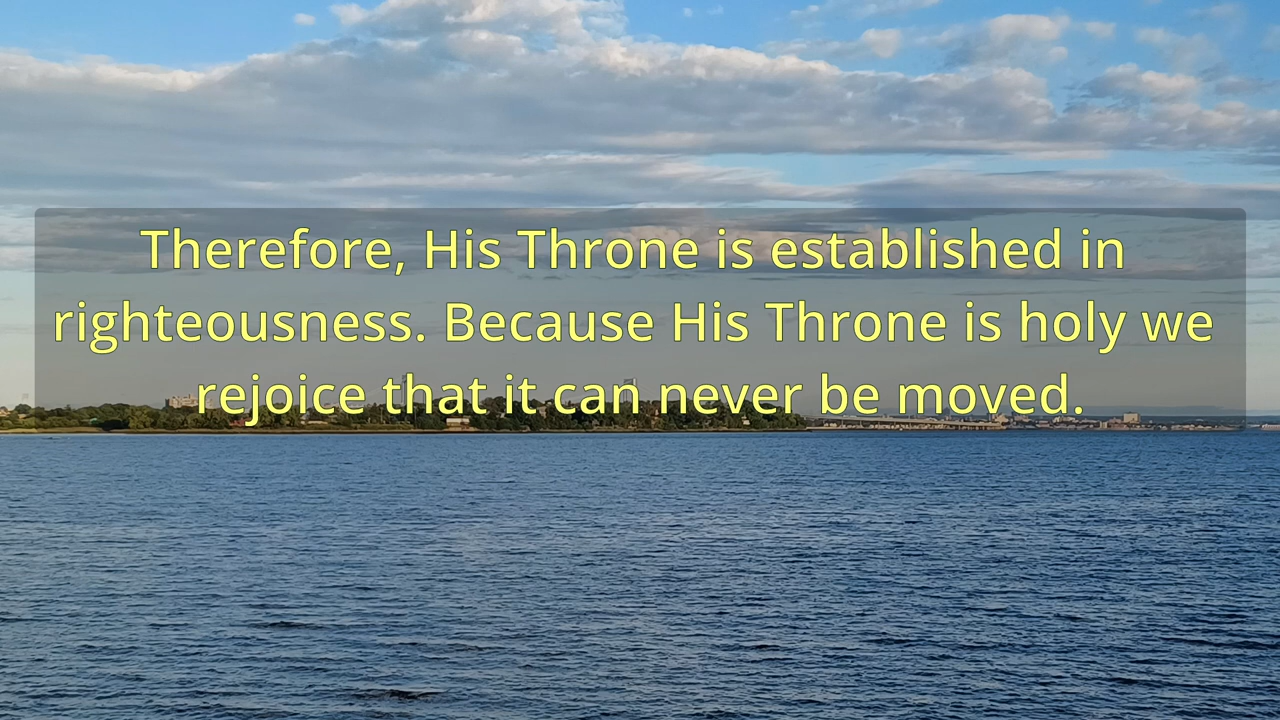 Therefore, His Throne is established in
righteousness. Because His Throne is holy we
rejoice that it can never be moved.